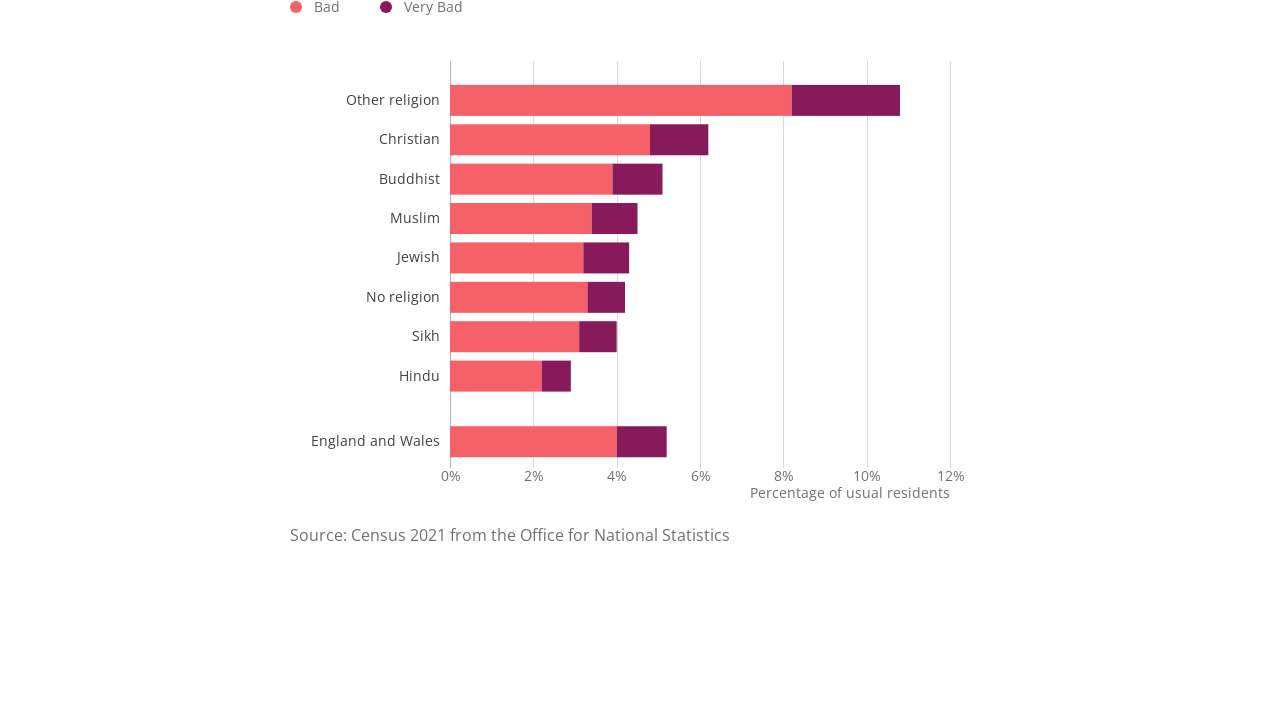 Bad
Very Bad
Other religion
Christian
Buddhist
Muslim
Jewish
No religion
Sikh
Hindu
England and Wales
0% 2% 4% 6% 8% 10% 12%
Percentage of usual residents
Source: Census 2021 from the Office for National Statistics